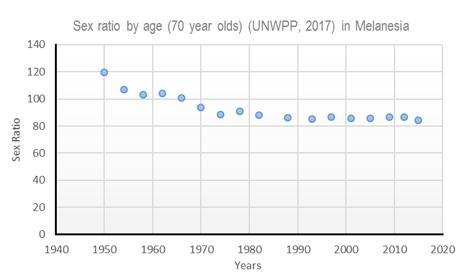 Sex ratio by age (70 year olds) (UNWPP, 2017) in Melanesia
140
120
100
80
60
40
20
0
Sex Ratio
1940 1950 1960 1970 1980 1990 2000 2010 2020
Years